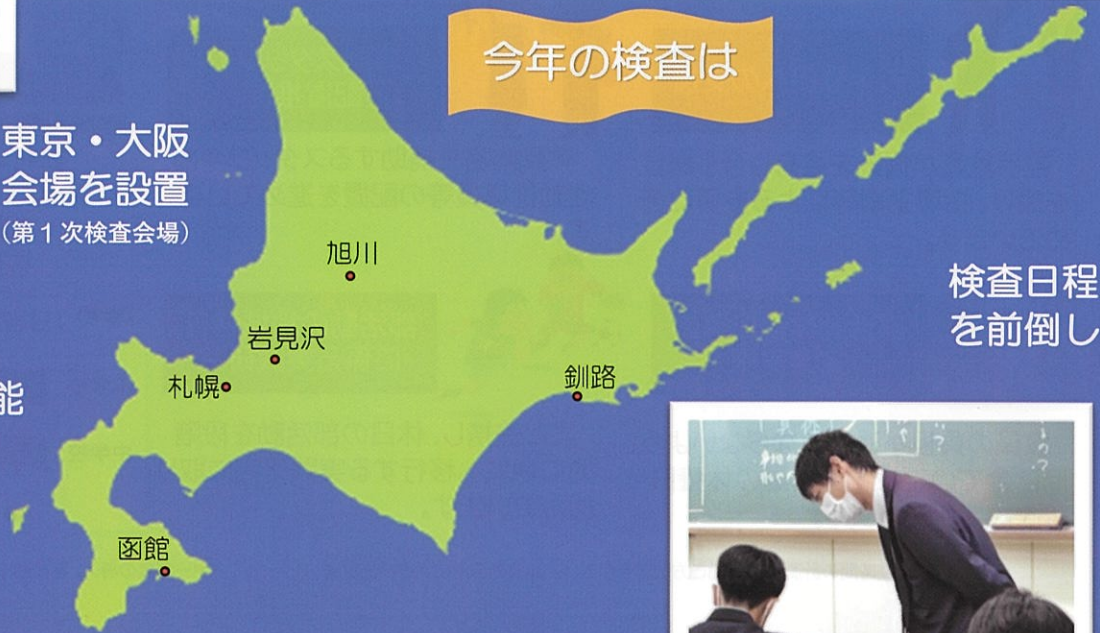 今年の検査は
東京・大阪
会場を設置
（第１次検査会場）
旭川
岩見沢
札幌
釧路
函館
検査日程
を前倒し
能